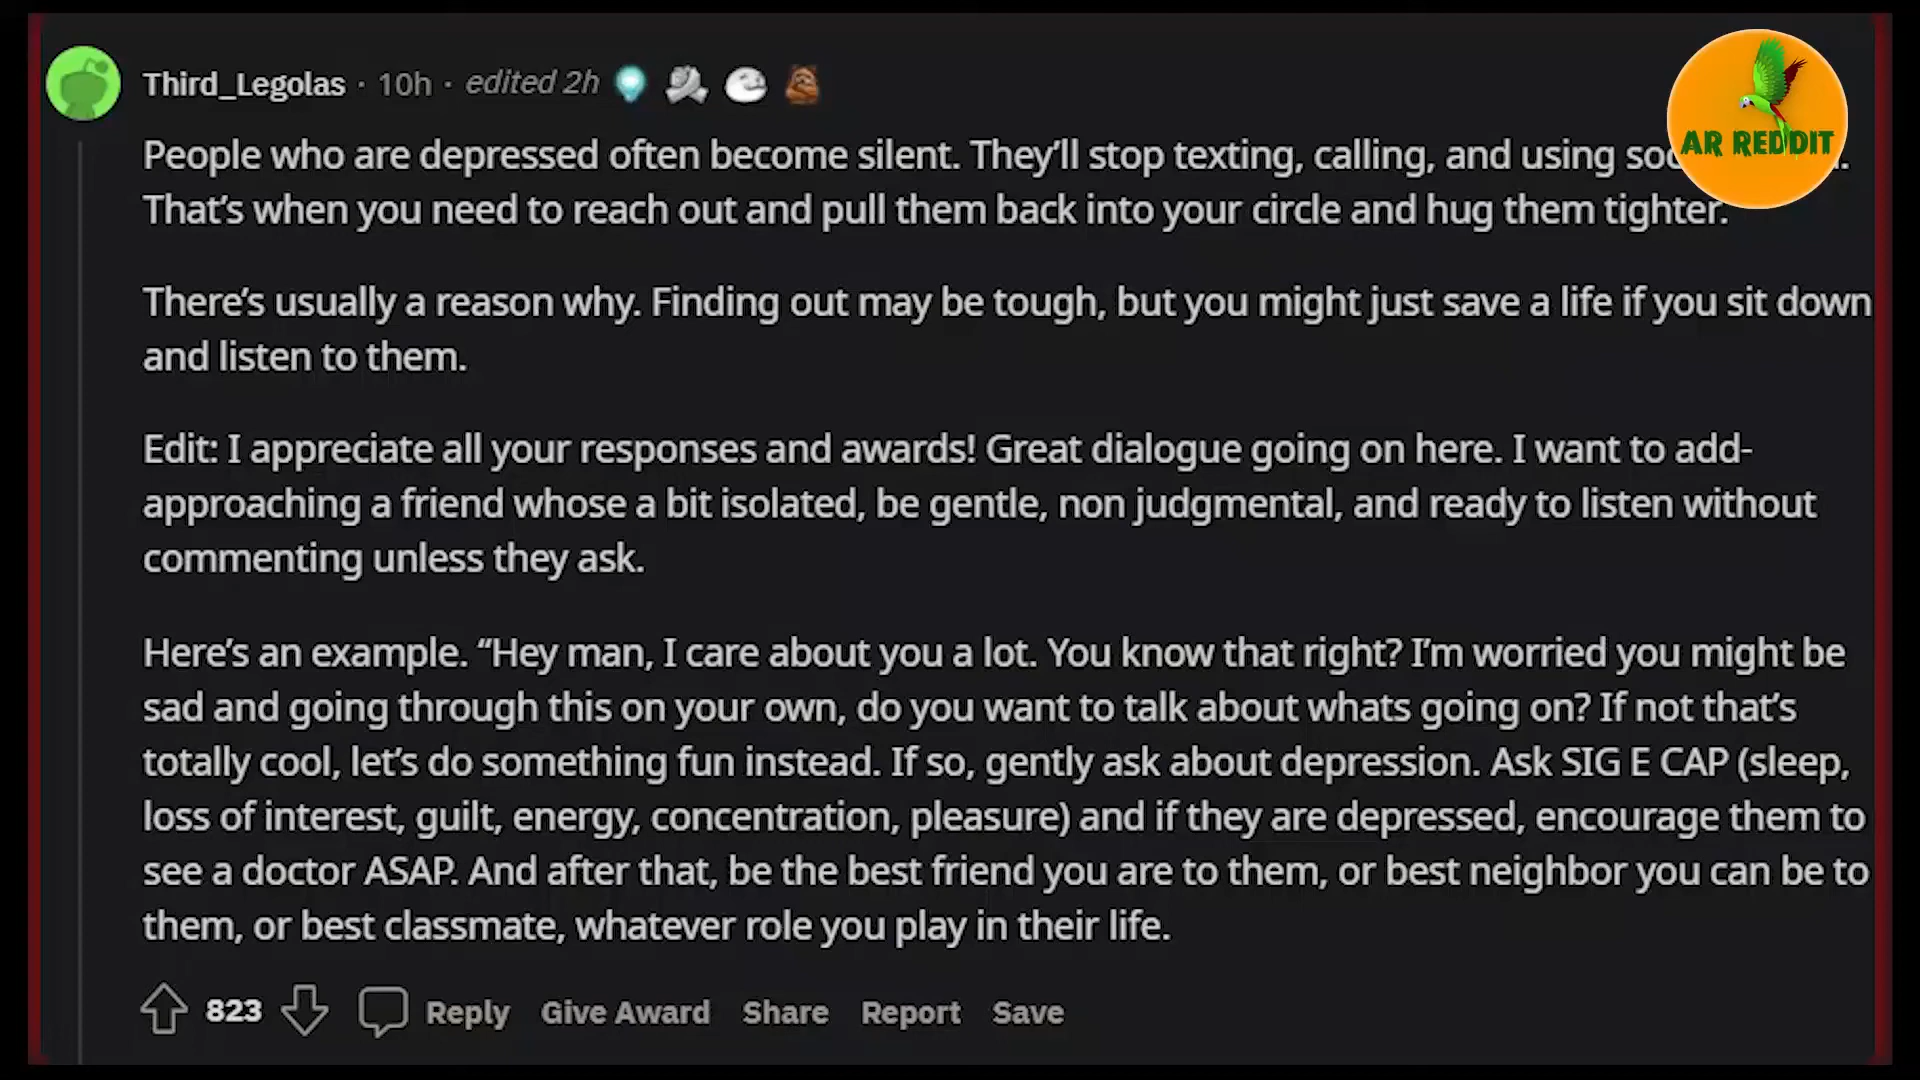 Third_Legolas · 10h · edited 2h
People who are depressed often become silent. They’ll stop texting, calling, and using
That’s when you need to reach out and pull them back into your circle and hug them tighter.
AR REDDIT
There’s usually a reason why. Finding out may be tough, but you might just save a life if you sit down
and listen to them.
Edit: I appreciate all your responses and awards! Great dialogue going on here. I want to add-
approaching a friend whose a bit isolated, be gentle, non judgmental, and ready to listen without
commenting unless they ask.
Here’s an example. “Hey man, I care about you a lot. You know that right? I’m worried you might be
sad and going through this on your own, do you want to talk about whats going on? If not that’s
totally cool, let’s do something fun instead. If so, gently ask about depression. Ask SIG E CAP (sleep,
loss of interest, guilt, energy, concentration, pleasure) and if they are depressed, encourage them to
see a doctor ASAP. And after that, be the best friend you are to them, or best neighbor you can be to
them, or best classmate, whatever role you play in their life.
823 Reply Give Award Share Report Save